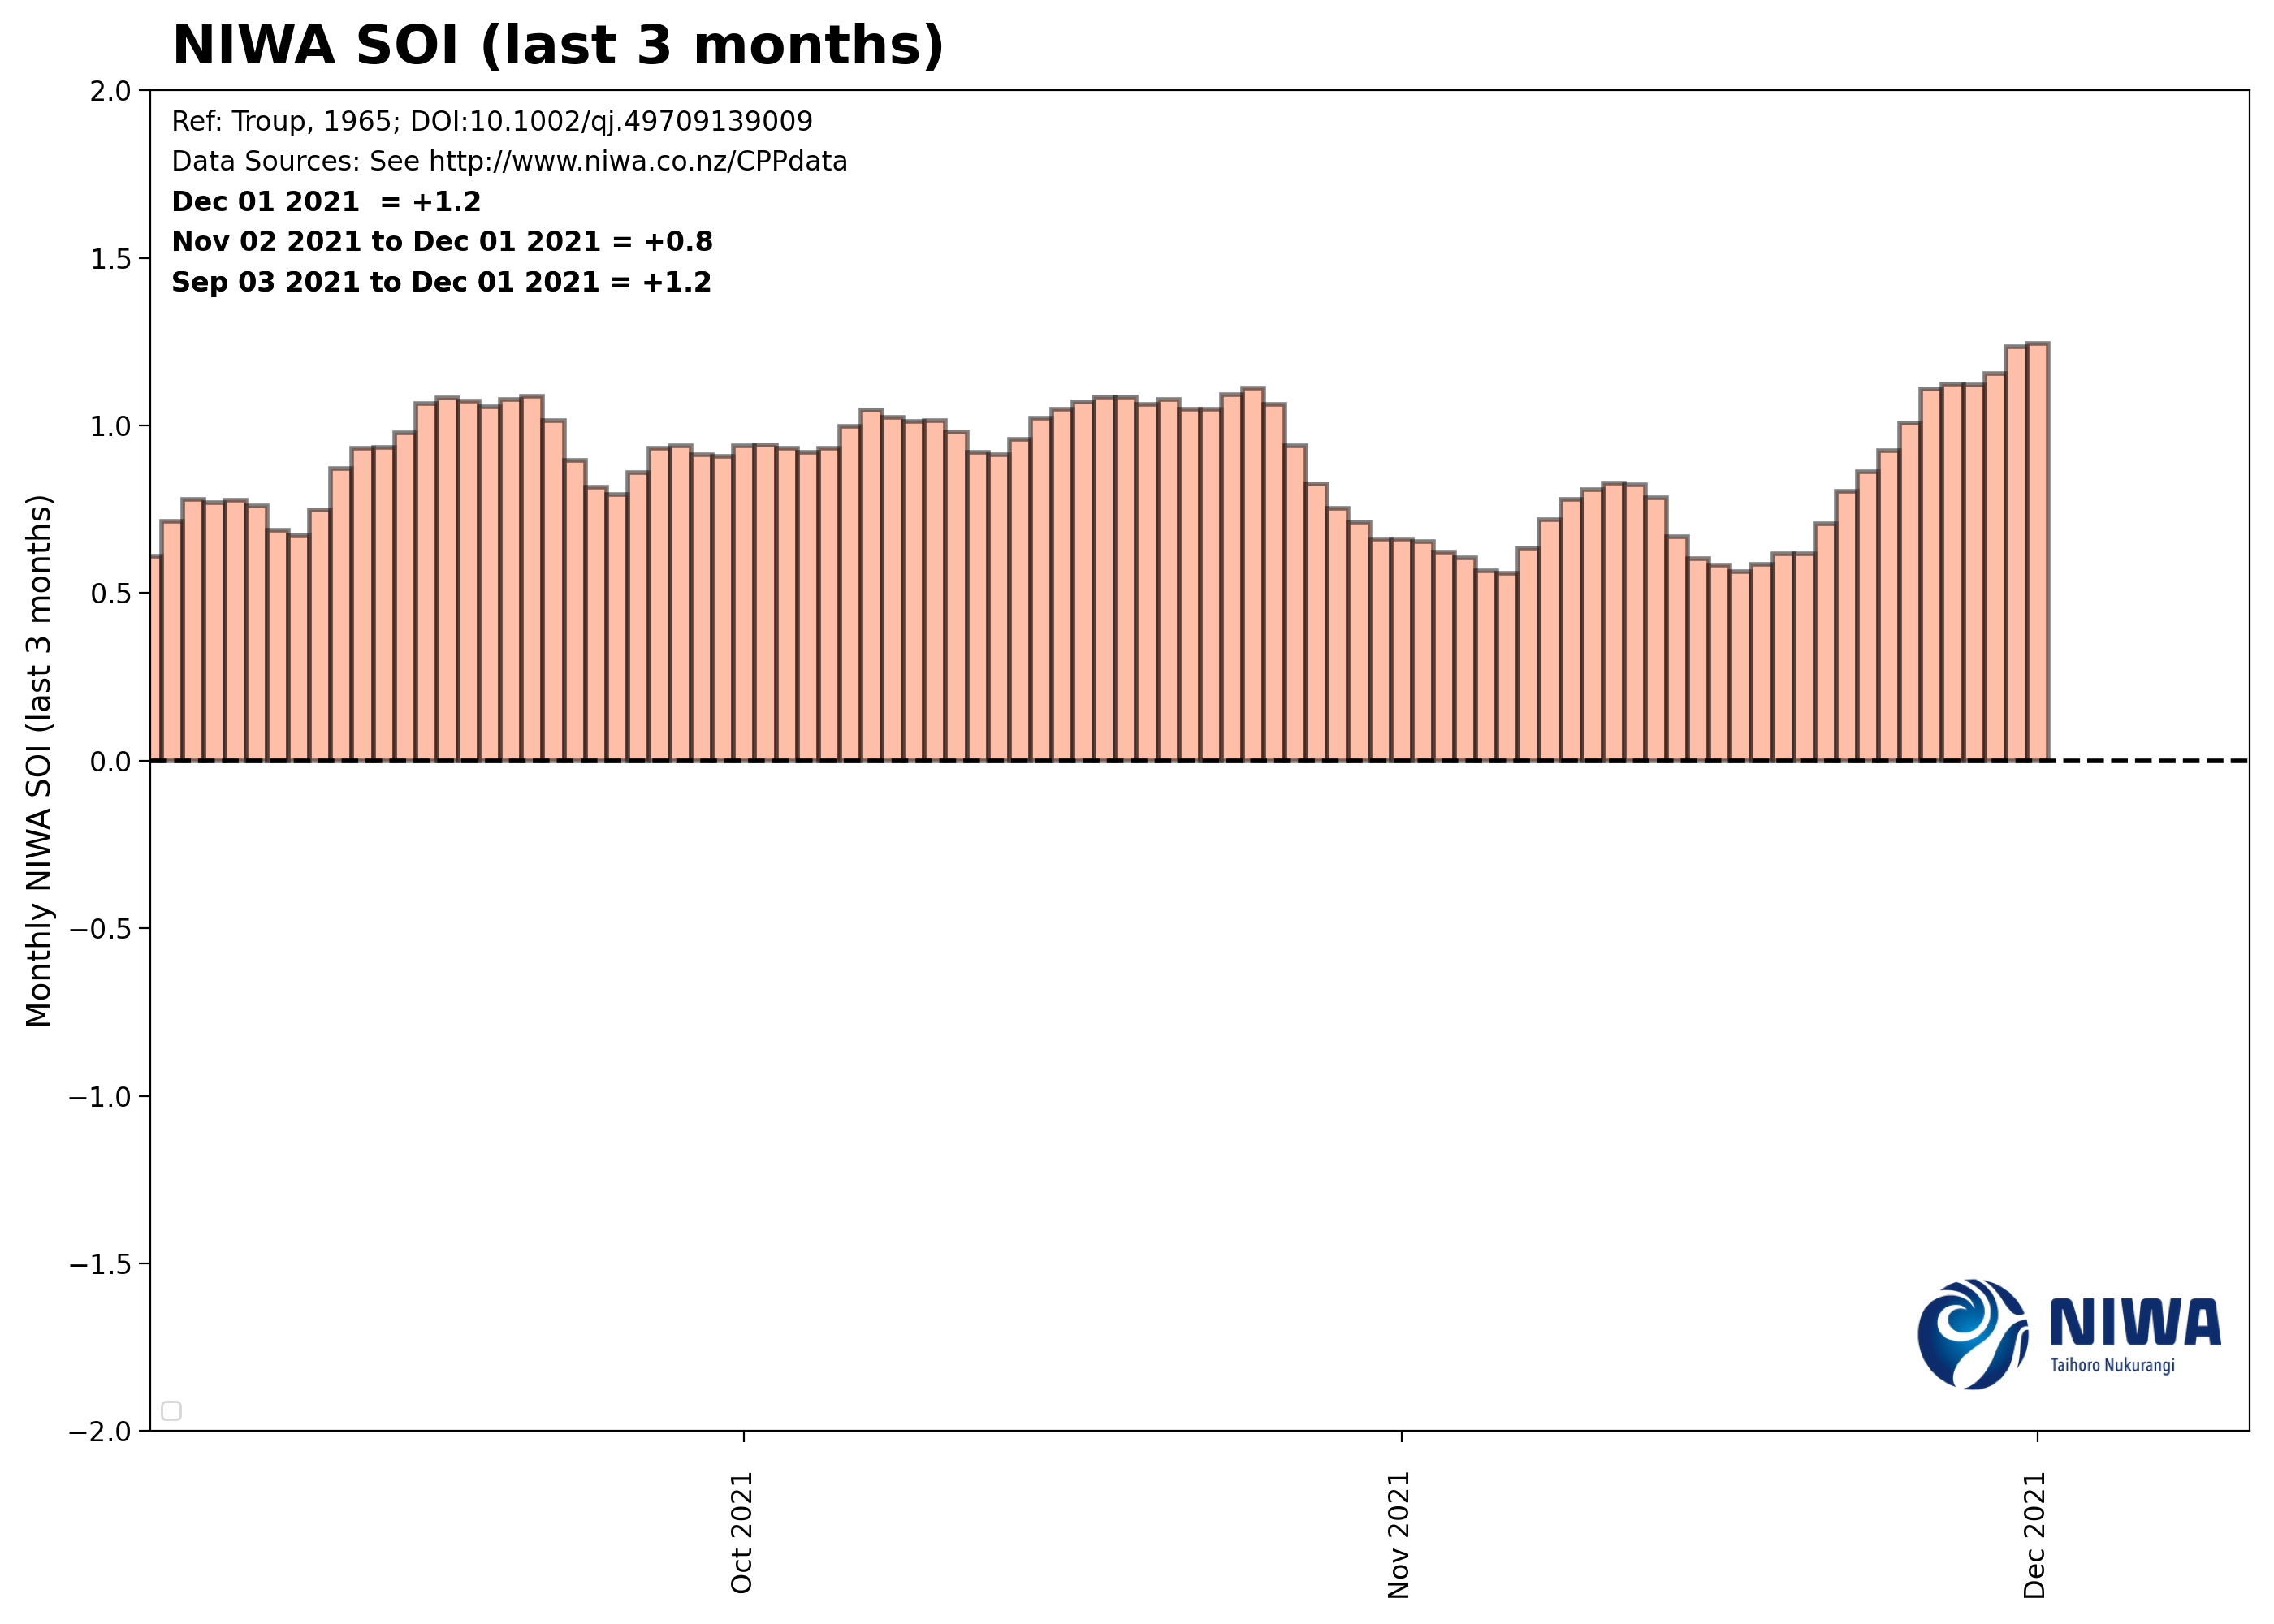 NIWA SOI (last 3 months)
Ref: Troup, 1965; DOI:10.1002/qj.49709139009
Data Sources: See http://www.niwa.co.nz/CPPdata
Dec 01 2021  = +1.2
Nov 02 2021 to Dec 01 2021 = +0.8
Sep 03 2021 to Dec 01 2021 = +1.2
Monthly NIWA SOI (last 3 months)
2.0
1.5
1.0
0.5
0.0
−0.5
−1.0
−1.5
−2.0
Oct 2021
Nov 2021
Dec 2021
NIWA
Taihoro Nukurangi